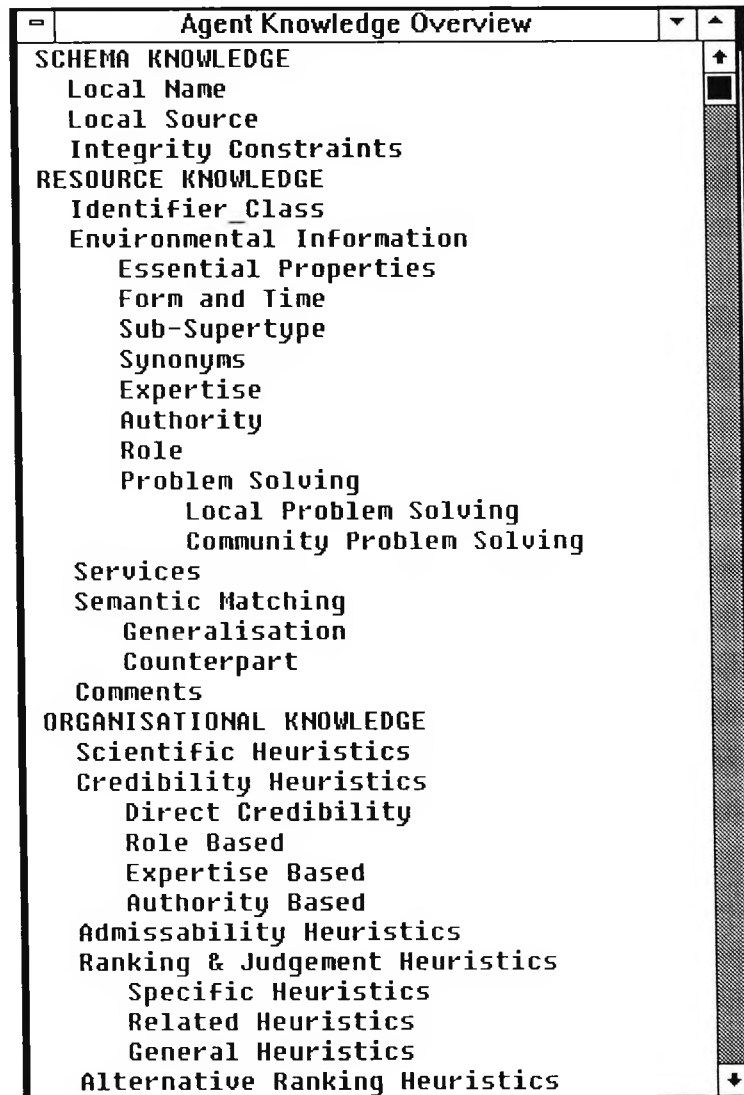 Agent Knowledge Overview
SCHEMA KNOWLEDGE
Local Name
Local Source
Integrity Constraints
RESOURCE KNOWLEDGE
Identifier_Class
Environmental Information
Essential Properties
Form and Time
Sub-Supertype
Synonyms
Expertise
Authority
Role
Problem Solving
Local Problem Solving
Community Problem Solving
Services
Semantic Matching
Generalisation
Counterpart
Comments
ORGANISATIONAL KNOWLEDGE
Scientific Heuristics
Credibility Heuristics
Direct Credibility
Role Based
Expertise Based
Authority Based
Admissability Heuristics
Ranking & Judgement Heuristics
Specific Heuristics
Related Heuristics
General Heuristics
Alternative Ranking Heuristics